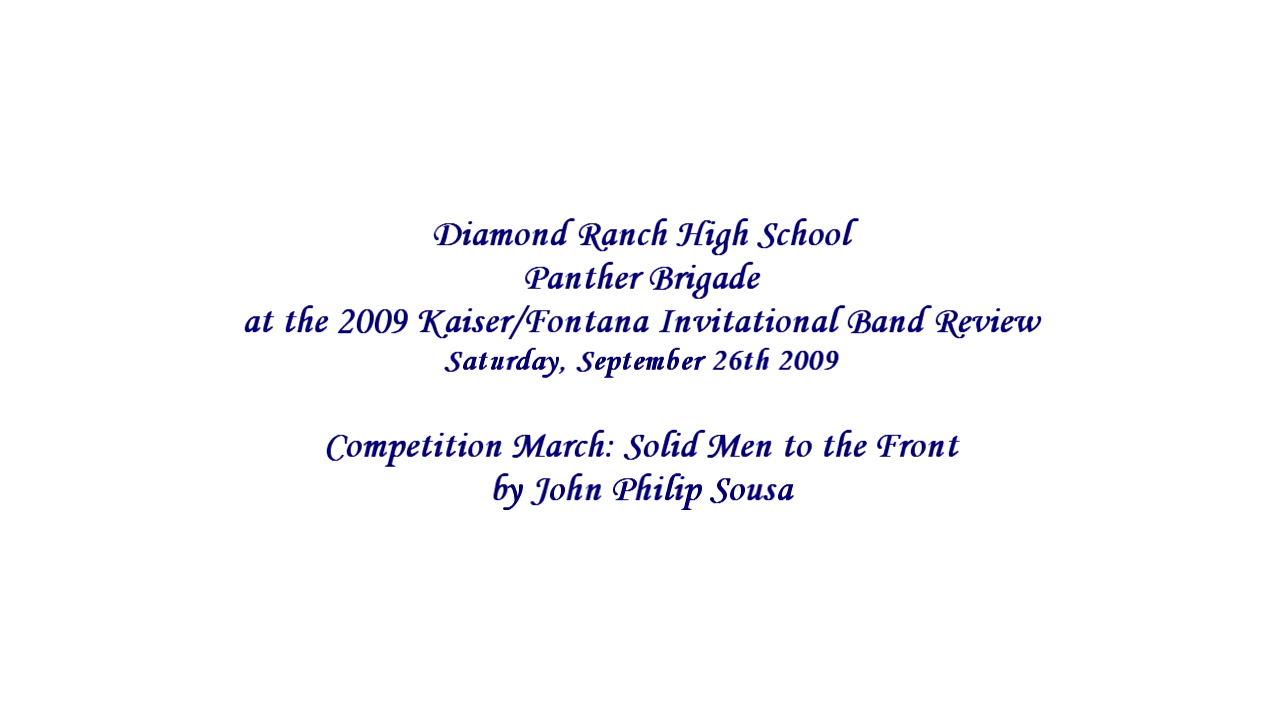 Diamond Ranch High School
Panther Brigade
at the 2009 Kaiser/Fontana Invitational Band Review
Saturday, September 26th 2009
Competition March: Solid Men to the Front
by John Philip Sousa